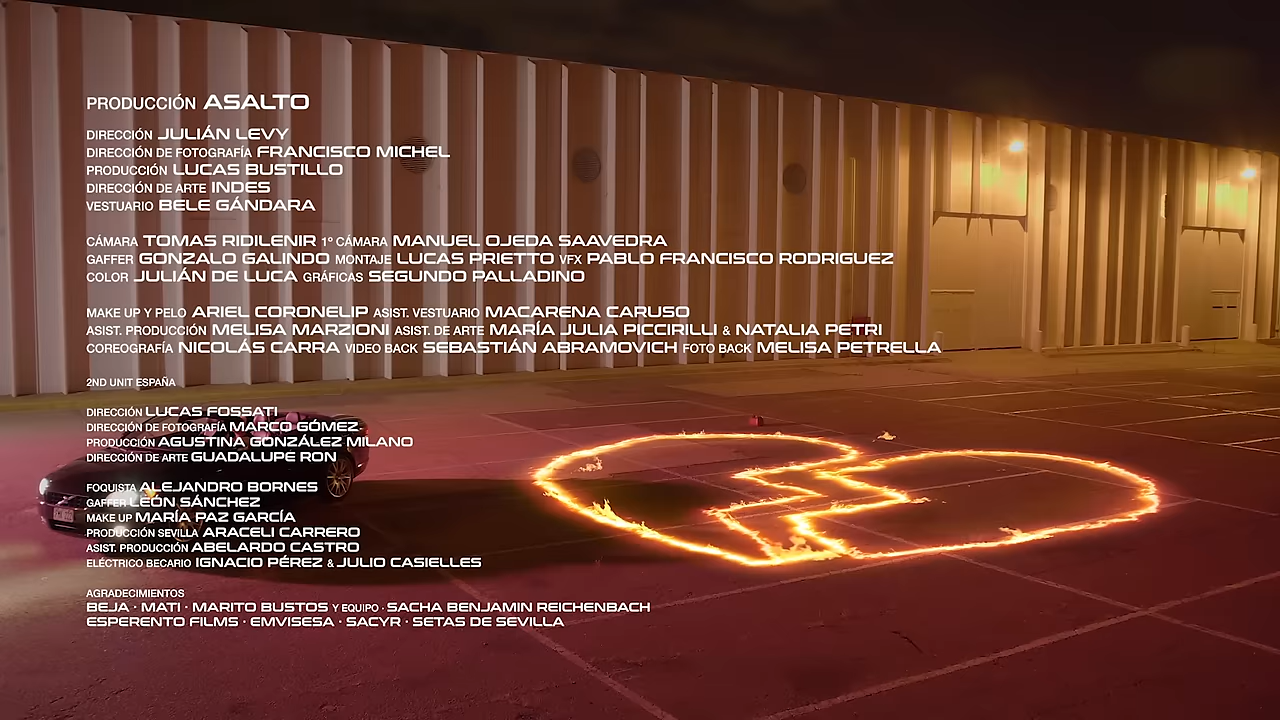 PRODUCCIÓN ASALTO
DIRECCIÓN JULIÁN LEVY
DIRECCIÓN DE FOTOGRAFÍA FRANCISCO MICHEL
PRODUCCIÓN LUCAS BUSTILLO
DIRECCIÓN DE ARTE INDES
VESTUARIO BELE GÁNDARA
CÁMARA TOMAS RIDILENIR 1º CÁMARA MANUEL OJEDA SAAVEDRA
GAFFER GONZALO GALINDO MONTAJE LUCAS PRIETTO VFX PABLO FRANCISCO RODRIGUEZ
COLOR JULIÁN DE LUCA GRÁFICAS SEGUNDO PALLADINO
MAKE UP Y PELO ARIEL CORONELIP ASIST. VESTUARIO MACARENA CARUSO
ASIST. PRODUCCIÓN MELISA MARZIONI ASIST. DE ARTE MARÍA JULIA PICCIRILLI & NATALIA PETRI
COREOGRAFÍA NICOLÁS CARRA VIDEO BACK SEBASTIÁN ABRAMOVICH FOTO BACK MELISA PETRELLA
2ND UNIT ESPAÑA
DIRECCIÓN LUCAS FOSSATI
DIRECCIÓN DE FOTOGRAFÍA MARCO GÓMEZ
PRODUCCIÓN AGUSTINA GONZÁLEZ MILANO
DIRECCIÓN DE ARTE GUADALUPE RON
FOQUISTA ALEJANDRO BORNES
GAFFER LEÓN SÁNCHEZ
MAKE UP MARÍA PAZ GARCÍA
PRODUCCIÓN SEVILLA ARACELI CARRERO
ASIST. PRODUCCIÓN ABELARDO CASTRO
ELÉCTRICO BECARIO IGNACIO PÉREZ & JULIO CASIELLES
AGRADECIMIENTOS
BEJA · MATI · MARITO BUSTOS Y EQUIPO · SACHA BENJAMIN REICHENBACH
ESPERENTO FILMS · EMVISESA · SACYR · SETAS DE SEVILLA